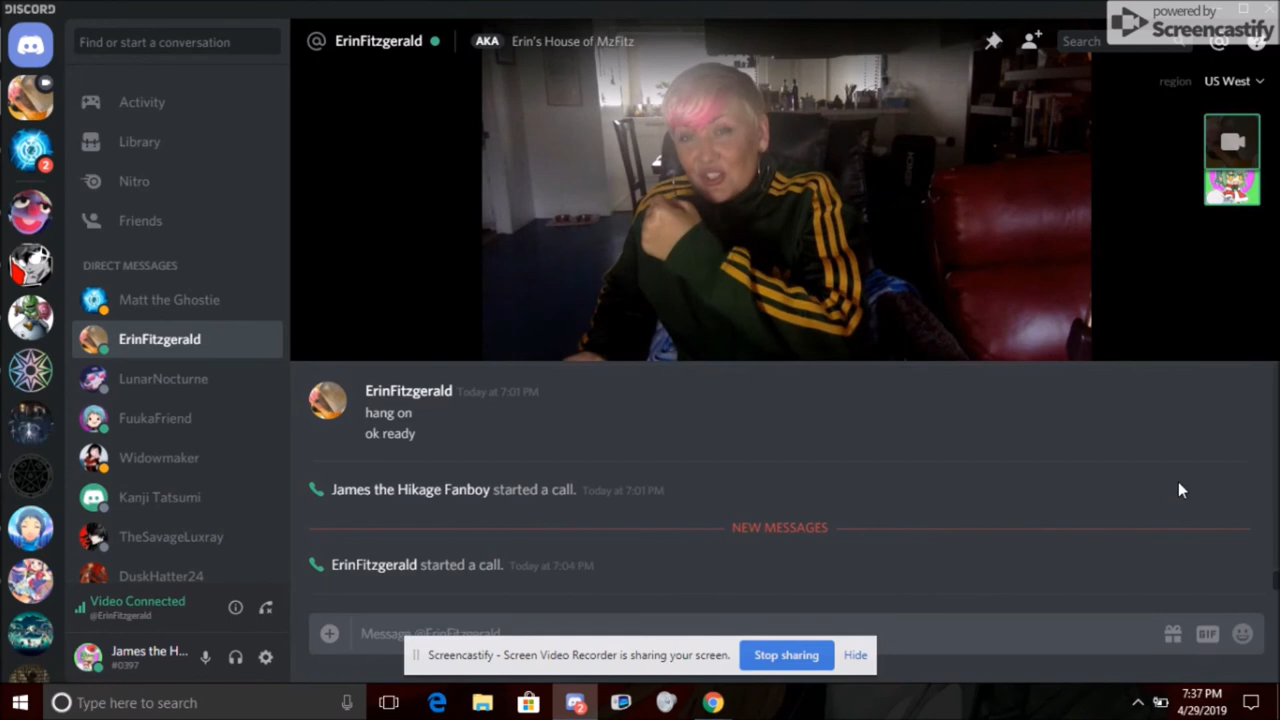 DISCORD
powered by
Screencastify
Find or start a conversation
ErinFitzgerald
AKA Erin's House of MzFitz
Search
region US West
Activity
Library
Nitro
Friends
DIRECT MESSAGES
Matt the Ghostie
ErinFitzgerald
LunarNocturne
FuukaFriend
Widowmaker
Kanji Tatsumi
TheSavageLuxray
DuskHatter24
2
ErinFitzgerald Today at 7:01 PM
hang on
ok ready
James the Hikage Fanboy started a call. Today at 7:01 PM
NEW MESSAGES
ErinFitzgerald started a call. Today at 7:04 PM
Video Connected
@ErinFitzgerald
James the H...
#0397
Message @ErinFitzgerald
GIF
Screencastify - Screen Video Recorder is sharing your screen.
Stop sharing
Hide
Type here to search
2
7:37 PM
4/29/2019